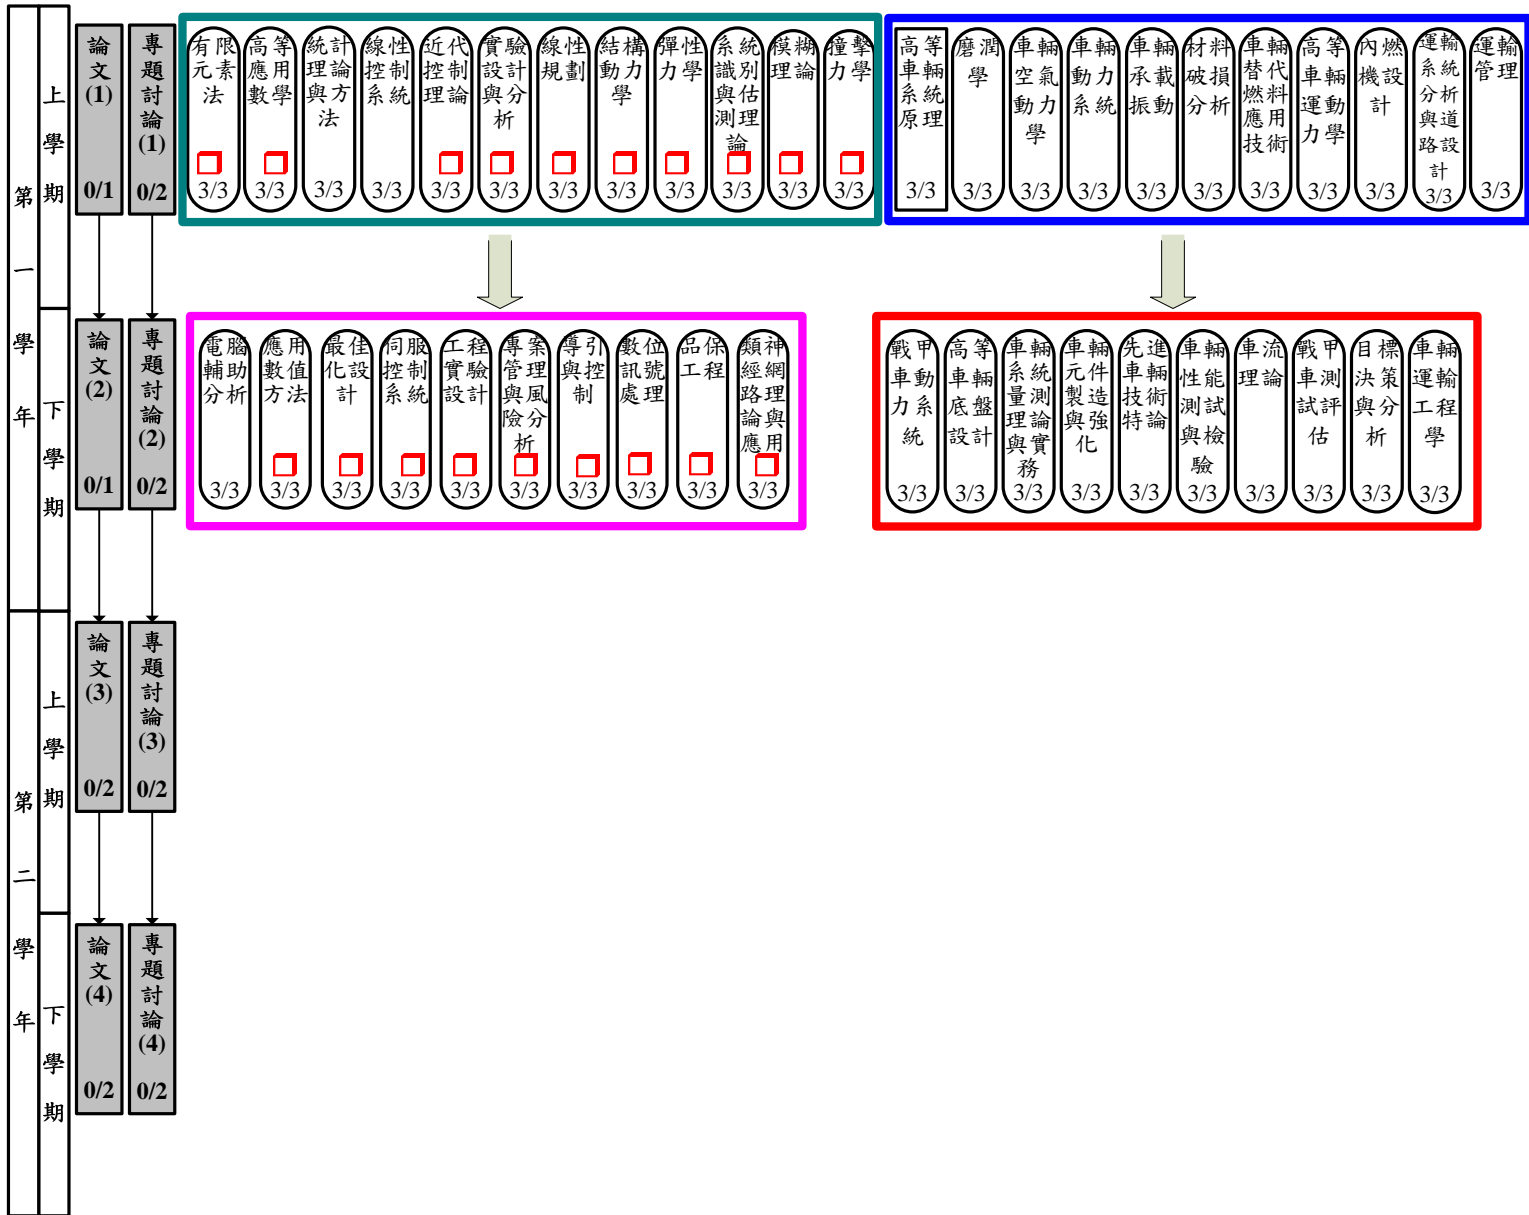 第一學年
上學期
論文
(1)
0/1
專題討論
(1)
0/2
有限
元素
法
3/3
高等
應用
數學
3/3
統計
理論
與方
法
3/3
線性
控制
系統
3/3
近代
控制
理論
3/3
實驗
設計
與分
析
3/3
線性
規劃
3/3
結構
動力
學
3/3
彈性
力學
3/3
系統
識別
與估
測理
論
3/3
模糊
理論
3/3
撞擊
力學
3/3
高等
車輛
系統
原理
3/3
磨潤
學
3/3
車輛
空氣
動力
學
3/3
車輛
動力
系統
3/3
車輛
承載
振動
3/3
材料
破損
分析
3/3
車輛
替代
燃料
應用
技術
3/3
高等
車輛
運動
力學
3/3
內燃
機設
計
3/3
運輸
系統
分析
與道
路設
計
3/3
運輸
管理
3/3
下學期
論文
(2)
0/1
專題討論
(2)
0/2
電腦
輔助
分析
3/3
應用
數值
方法
3/3
最佳
化設
計
3/3
伺服
控制
系統
3/3
工程
實驗
設計
3/3
專案
管理
與風
險分
析
3/3
導引
與控
制
3/3
數位
訊號
處理
3/3
品保
工程
3/3
類神
經網
路理
論與
應用
3/3
戰甲
車動
力系
統
3/3
高等
車輛
底盤
設計
3/3
車輛
系統
量測
理論
與實
務
3/3
車輛
元件
製造
與強
化
3/3
先進
車輛
技術
特論
3/3
車輛
性能
測試
與檢
驗
3/3
車流
理論
3/3
戰甲
車測
試評
估
3/3
目標
決策
與分
析
3/3
車輛
運輸
工程
學
3/3
第二學年
上學期
論文
(3)
0/2
專題討論
(3)
0/2
下學期
論文
(4)
0/2
專題討論
(4)
0/2